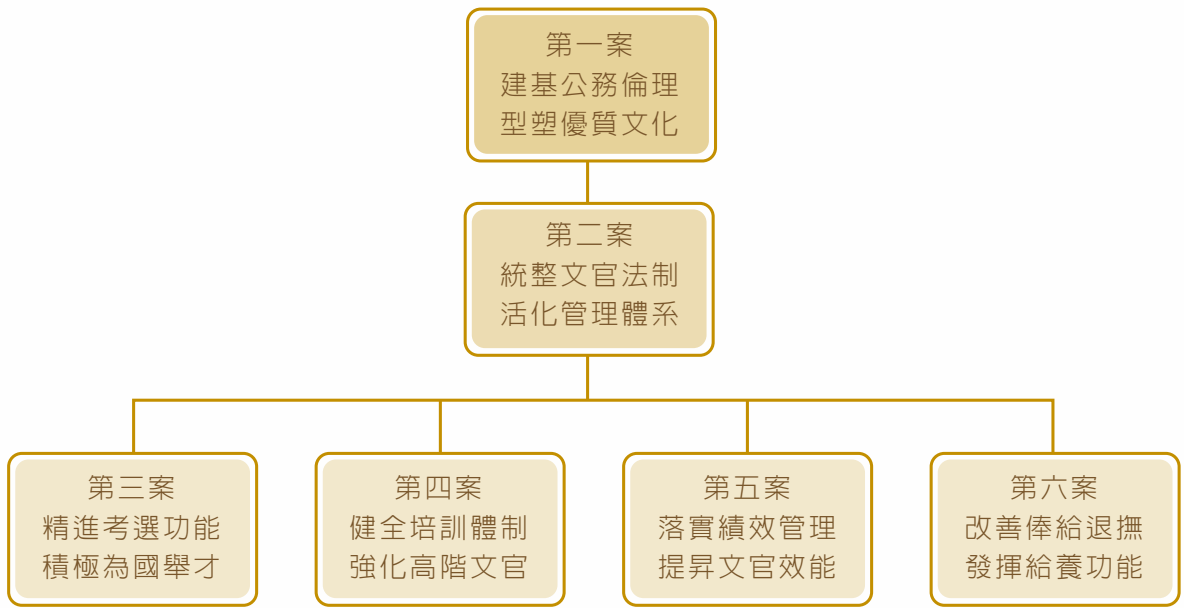 第一案
建基公務倫理
型塑優質文化
第二案
統整文官法制
活化管理體系
第三案
精進考選功能
積極為國舉才
第四案
健全培訓體制
強化高階文官
第五案
落實績效管理
提昇文官效能
第六案
改善俸給退撫
發揮給養功能